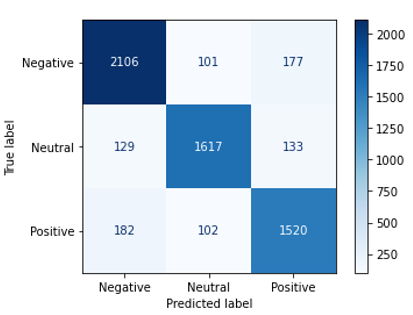 Negative 2106 101 177
Neutral 129 1617 133
Positive 182 102 1520
Negative Neutral Positive
Predicted label
True label
2000
1750
1500
1250
1000
750
500
250